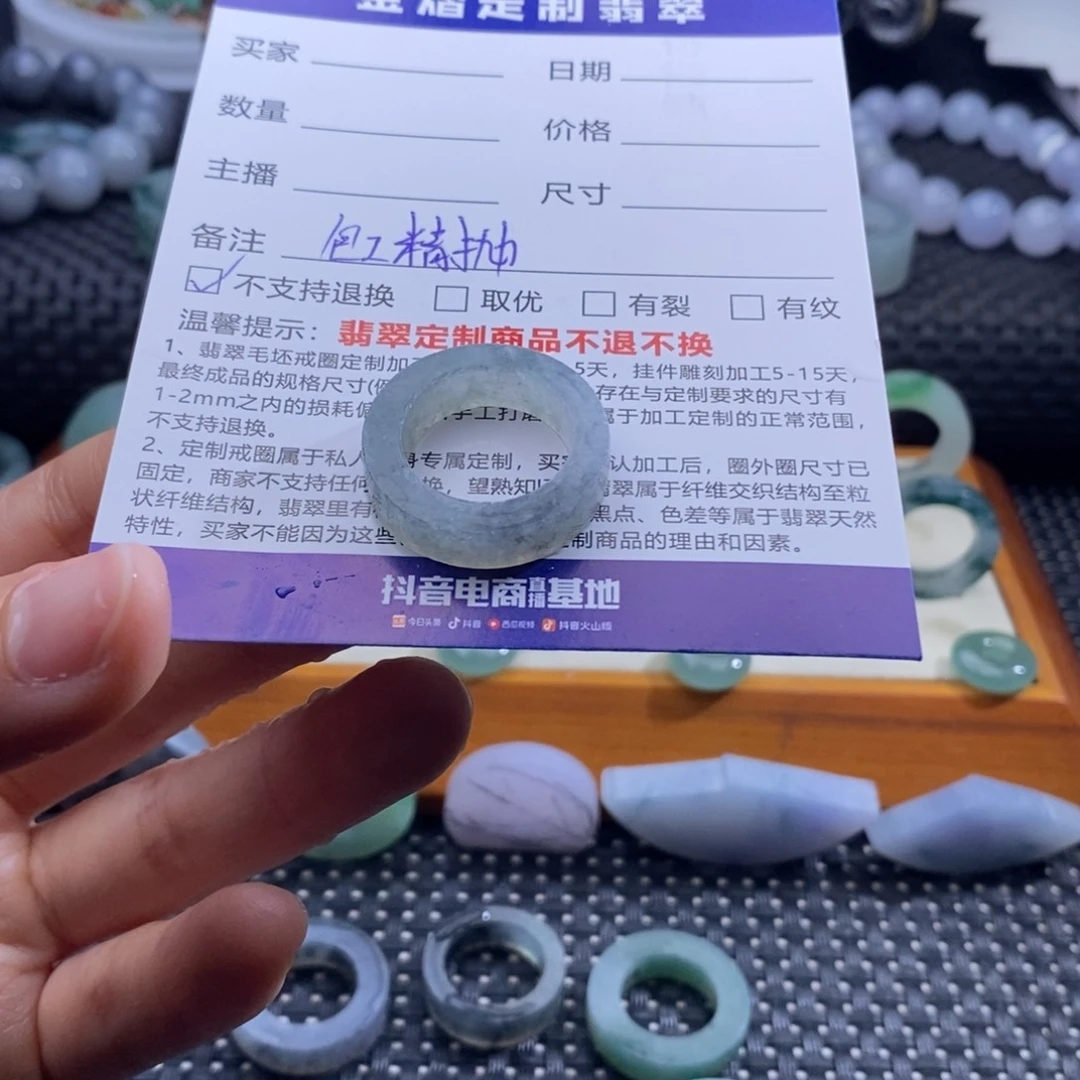 定制翡翠
买家 日期
数量 价格
主播 尺寸
备注 包工精抛
不支持退换 取优 有裂 有纹
温馨提示：翡翠定制商品不退不换
1、翡翠毛坯戒圈定制加 5天，挂件雕刻加工5-15天，
最终成品的规格尺寸 存在与定制要求的尺寸有
1-2mm之内的损耗偏 手工打磨 属于加工定制的正常范围，
不支持退换。
2、定制戒圈属于私人 专属定制，买家 认加工后，圈外圈尺寸已
固定，商家不支持任何 换，望熟知 翡翠属于纤维交织结构至粒
状纤维结构，翡翠里有 黑点、色差等属于翡翠天然
特性，买家不能因为这些 制商品的理由和因素。
抖音电商直播基地
今日头条 抖音 西瓜视频 抖音火山版